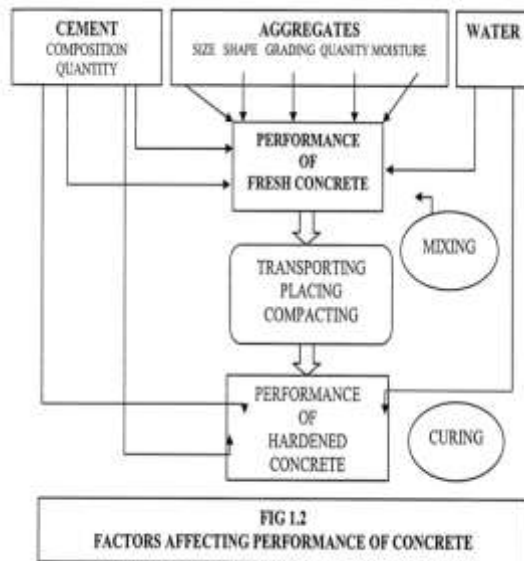 CEMENT
COMPOSITION
QUANTITY
AGGREGATES
SIZE SHAPE GRADING QUANITY MOISTURE
WATER
PERFORMANCE
OF
FRESH CONCRETE
MIXING
TRANSPORTING
PLACING
COMPACTING
PERFORMANCE
OF
HARDENED
CONCRETE
CURING
FIG 1.2
FACTORS AFFECTING PERFORMANCE OF CONCRETE